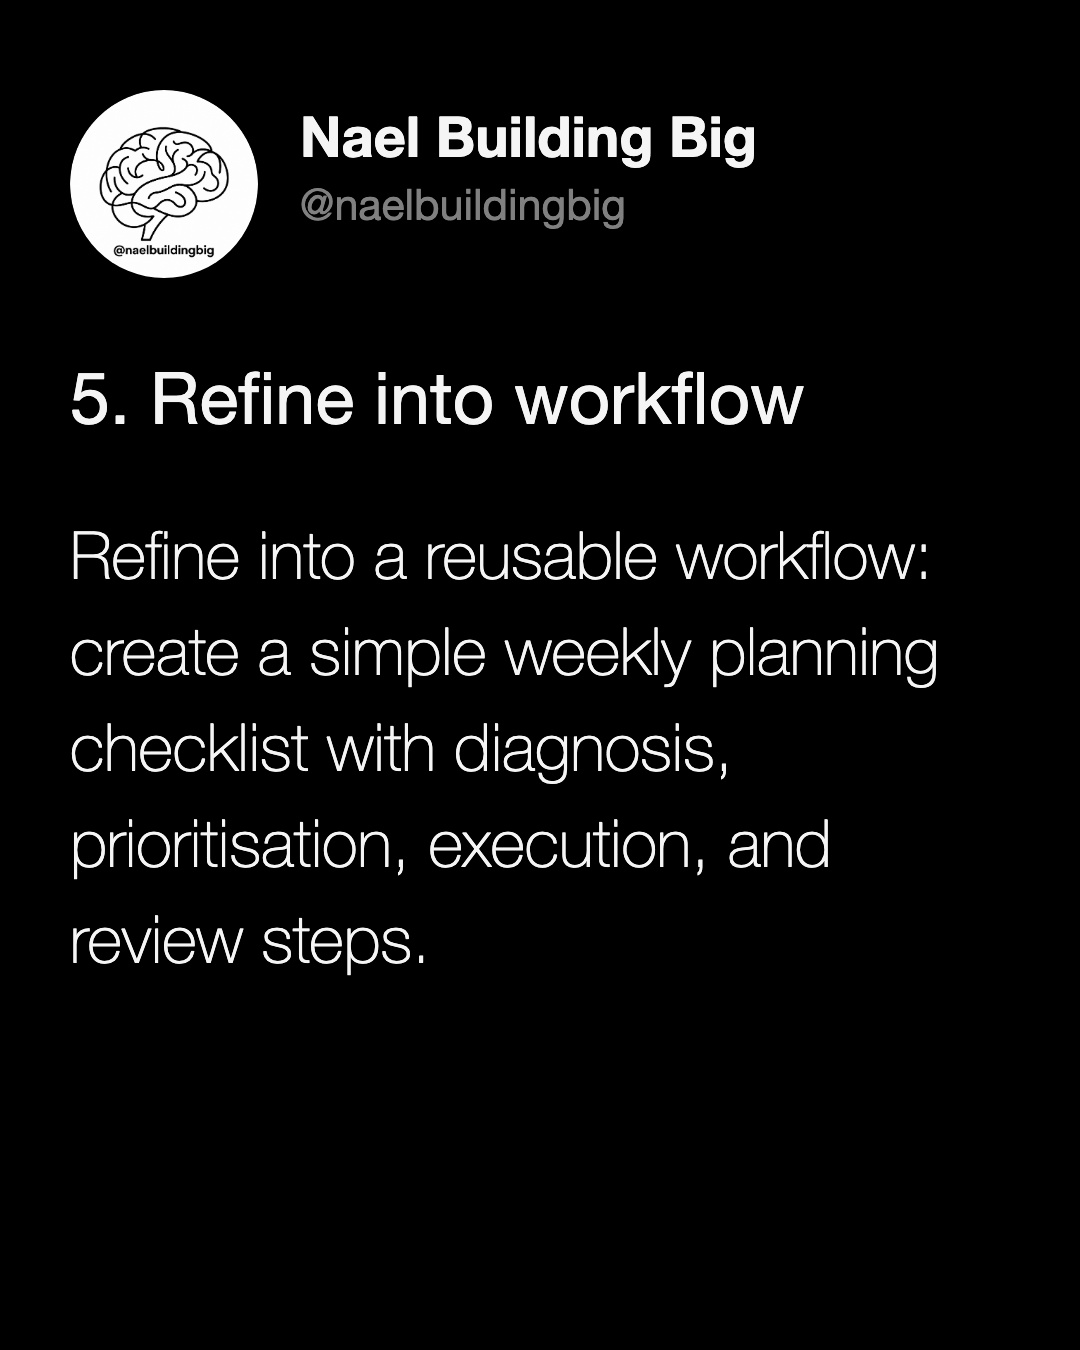 Nael Building Big
@naelbuildingbig
@naelbuildingbig
5. Refine into workflow
Refine into a reusable workflow:
create a simple weekly planning
checklist with diagnosis,
prioritisation, execution, and
review steps.